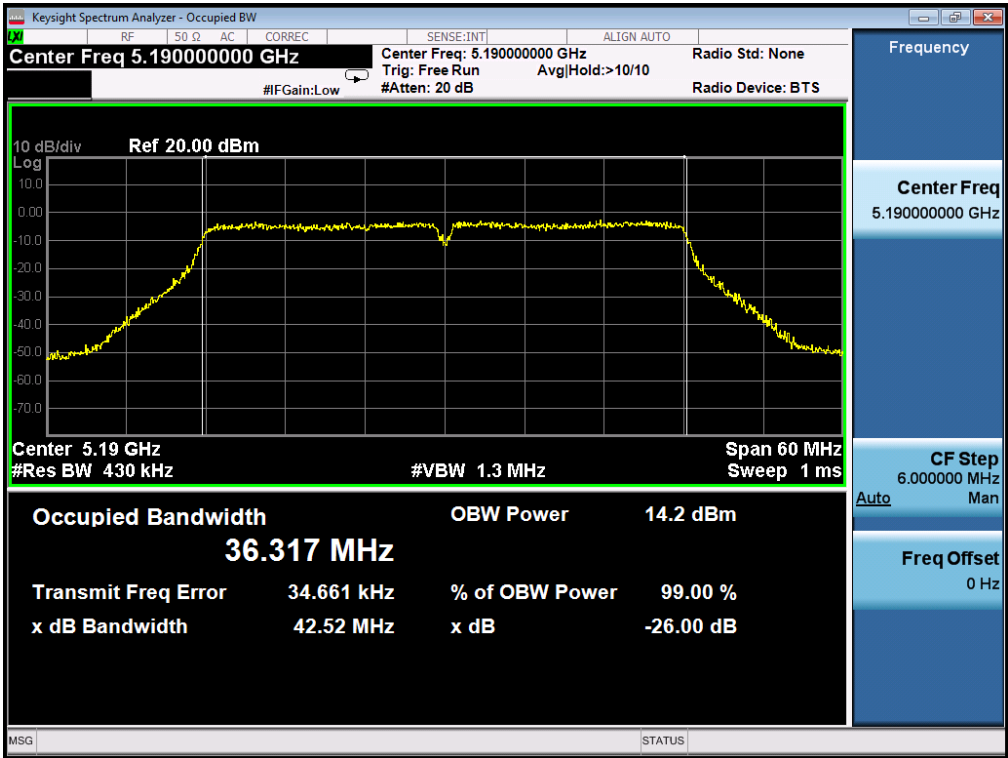 Keysight Spectrum Analyzer - Occupied BW
LXI RF 50 Ω AC CORREC SENSE:INT ALIGN AUTO
Center Freq 5.190000000 GHz
Center Freq: 5.190000000 GHz
Radio Std: None
Trig: Free Run Avg|Hold:>10/10
#IFGain:Low
#Atten: 20 dB
Radio Device: BTS
Frequency
10 dB/div Ref 20.00 dBm
Log
10.0
0.00
-10.0
-20.0
-30.0
-40.0
-50.0
-60.0
-70.0
Center 5.19 GHz
Span 60 MHz
#Res BW 430 kHz
#VBW 1.3 MHz
Sweep 1 ms
Center Freq
5.190000000 GHz
CF Step
6.000000 MHz
Auto Man
Freq Offset
0 Hz
Occupied Bandwidth
36.317 MHz
OBW Power 14.2 dBm
Transmit Freq Error 34.661 kHz
% of OBW Power 99.00 %
x dB Bandwidth 42.52 MHz
x dB -26.00 dB
MSG
STATUS